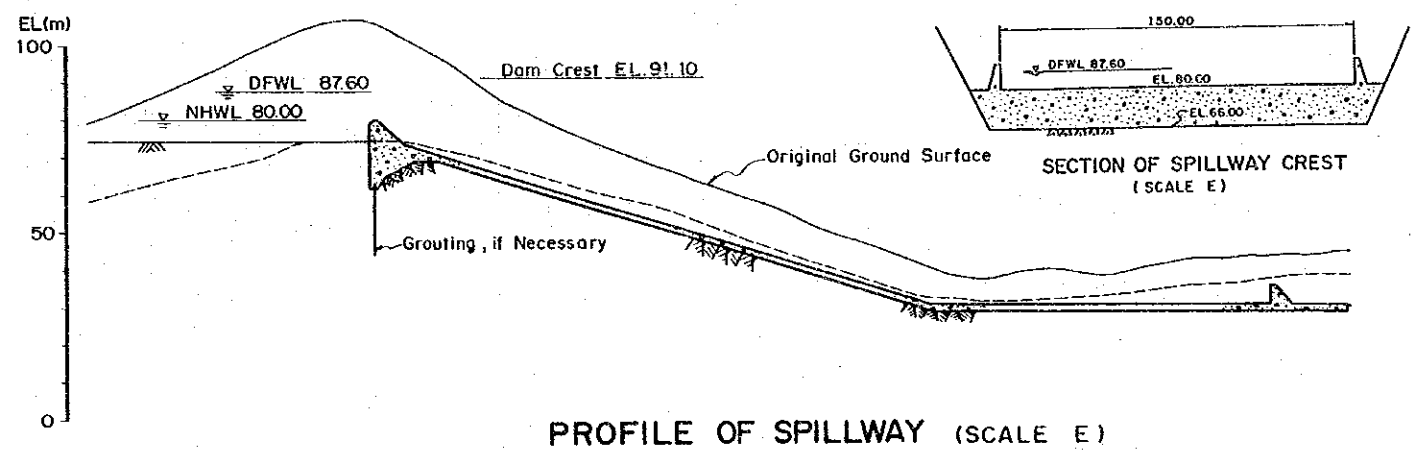 EL(m)
100
50
0
DFWL 87.60
NHWL 80.00
Dam Crest EL.91.10
Original Ground Surface
Grouting, if Necessary
150.00
DFWL 87.60
EL.80.00
EL.66.00
SECTION OF SPILLWAY CREST
(SCALE E)
PROFILE OF SPILLWAY (SCALE E)